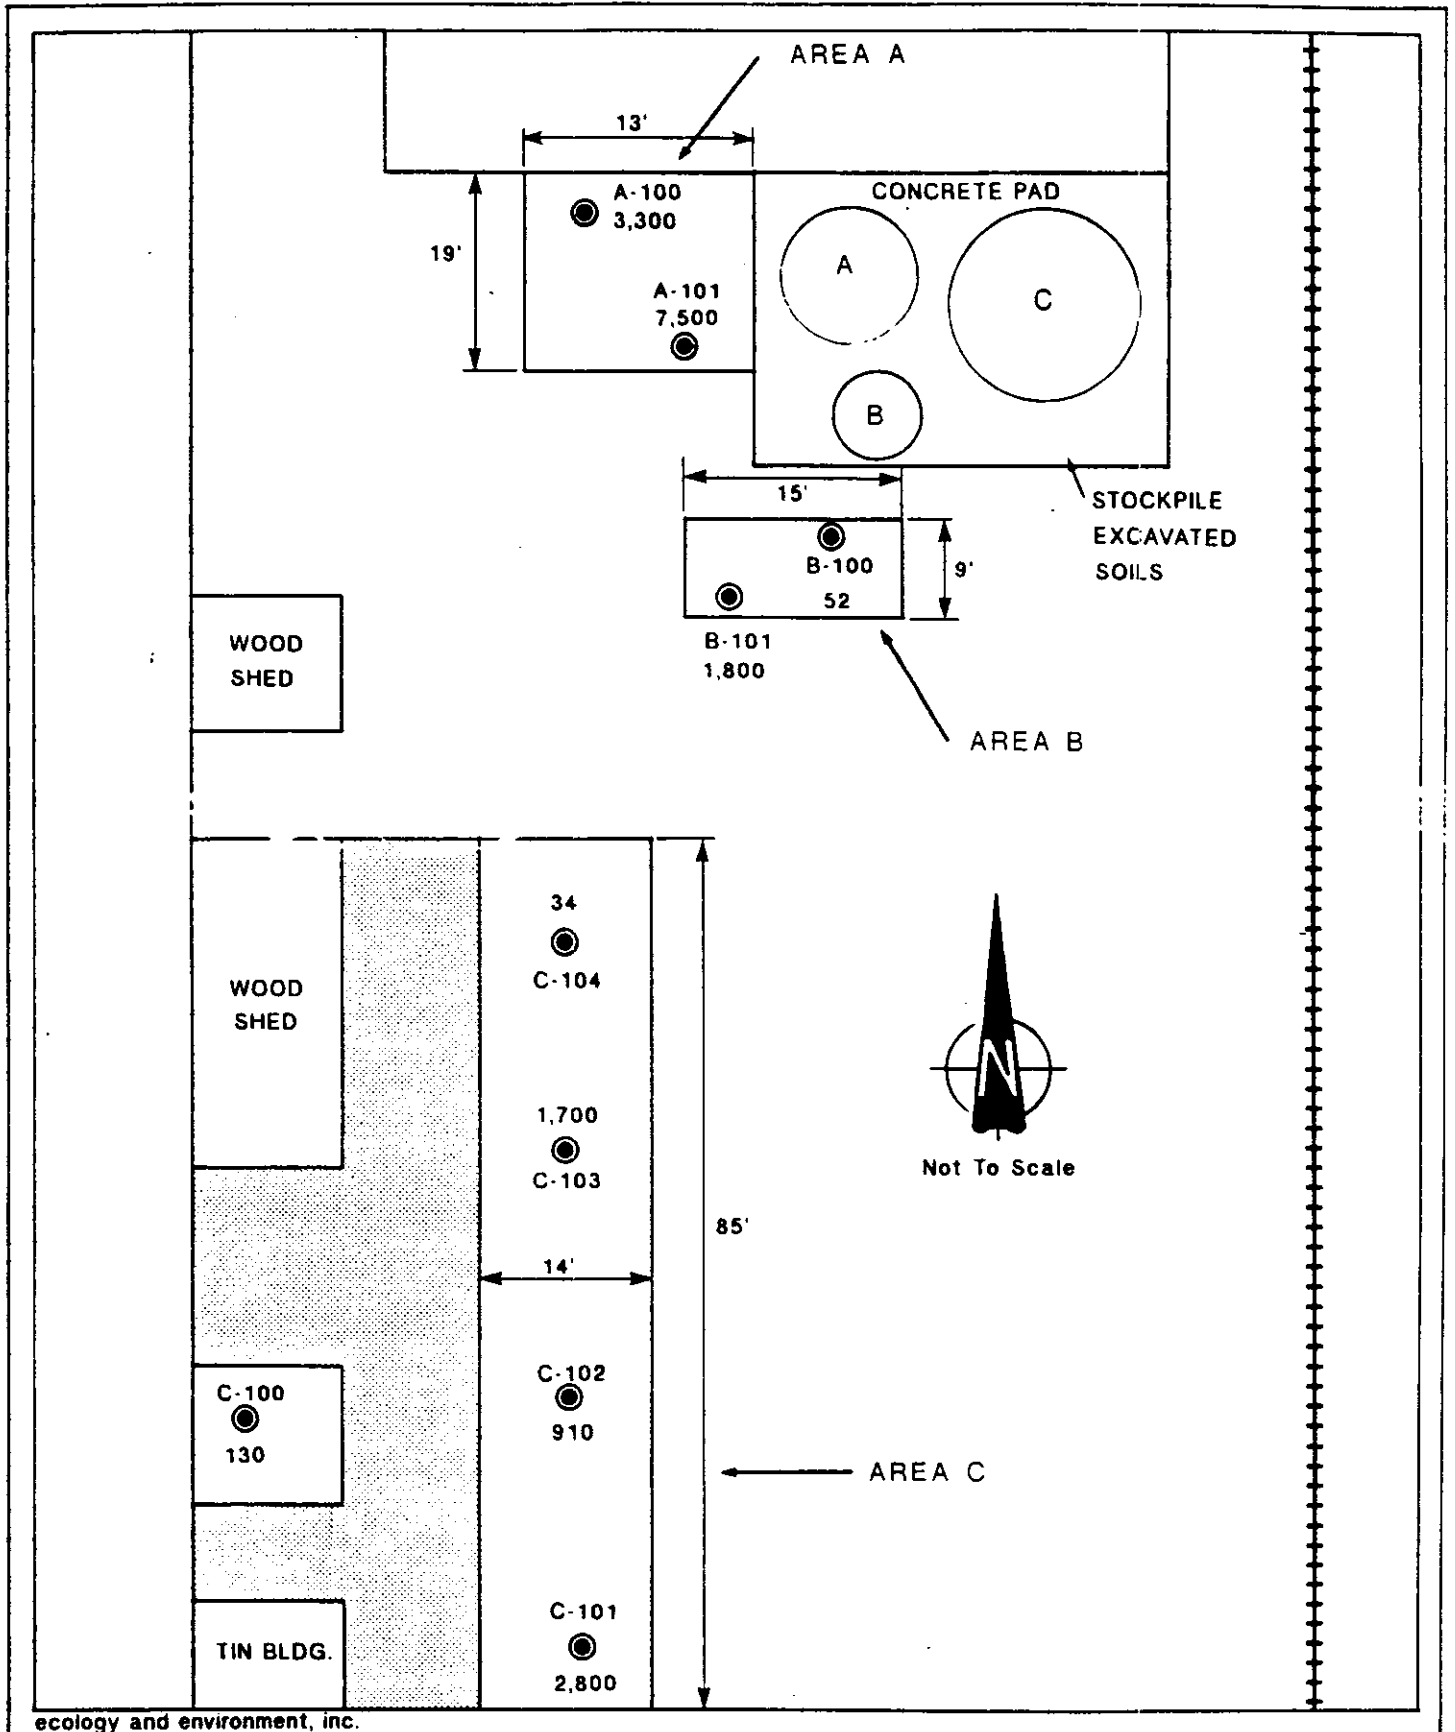 AREA A
13'
A-100
3,300
CONCRETE PAD
19'
A
C
A-101
7,500
B
15'
STOCKPILE
EXCAVATED
SOILS
B-100
52
9'
B-101
1,800
WOOD
SHED
AREA B
34
C-104
WOOD
SHED
N
1,700
C-103
Not To Scale
85'
14'
C-102
910
C-100
130
AREA C
C-101
2,800
TIN BLDG.
ecology and environment, inc.